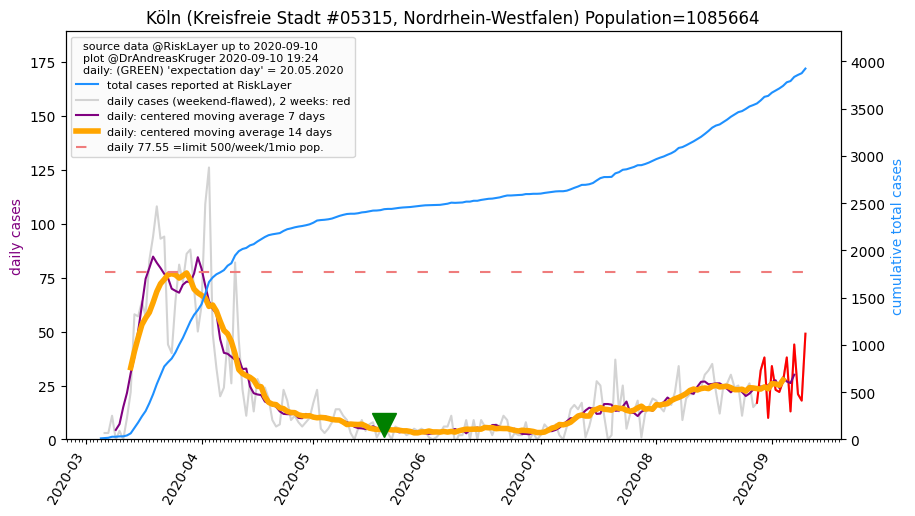 Köln (Kreisfreie Stadt #05315, Nordrhein-Westfalen) Population=1085664
source data @RiskLayer up to 2020-09-10
plot @DrAndreasKruger 2020-09-10 19:24
daily: (GREEN) 'expectation day' = 20.05.2020
total cases reported at RiskLayer
daily cases (weekend-flawed), 2 weeks: red
daily: centered moving average 7 days
daily: centered moving average 14 days
daily 77.55 =limit 500/week/1mio pop.
daily cases
175
150
125
100
75
50
25
0
4000
3500
3000
2500
2000
1500
1000
500
0
cumulative total cases
2020-03
2020-04
2020-05
2020-06
2020-07
2020-08
2020-09